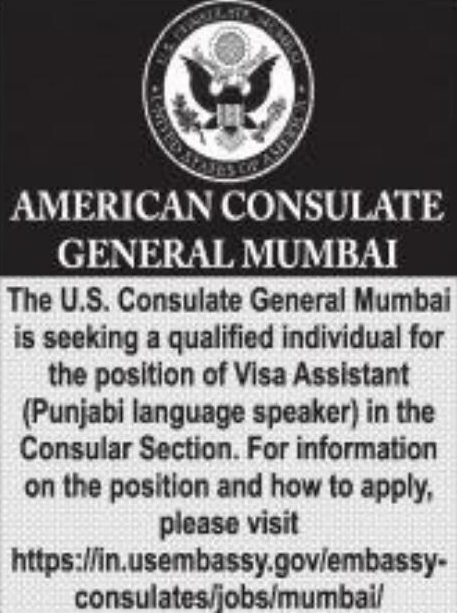 U.S. CONSULATE, MUMBAI
UNITED STATES OF AMERICA
AMERICAN CONSULATE
GENERAL MUMBAI
The U.S. Consulate General Mumbai
is seeking a qualified individual for
the position of Visa Assistant
(Punjabi language speaker) in the
Consular Section. For information
on the position and how to apply,
please visit
https://in.usembassy.gov/embassy-
consulates/jobs/mumbai/